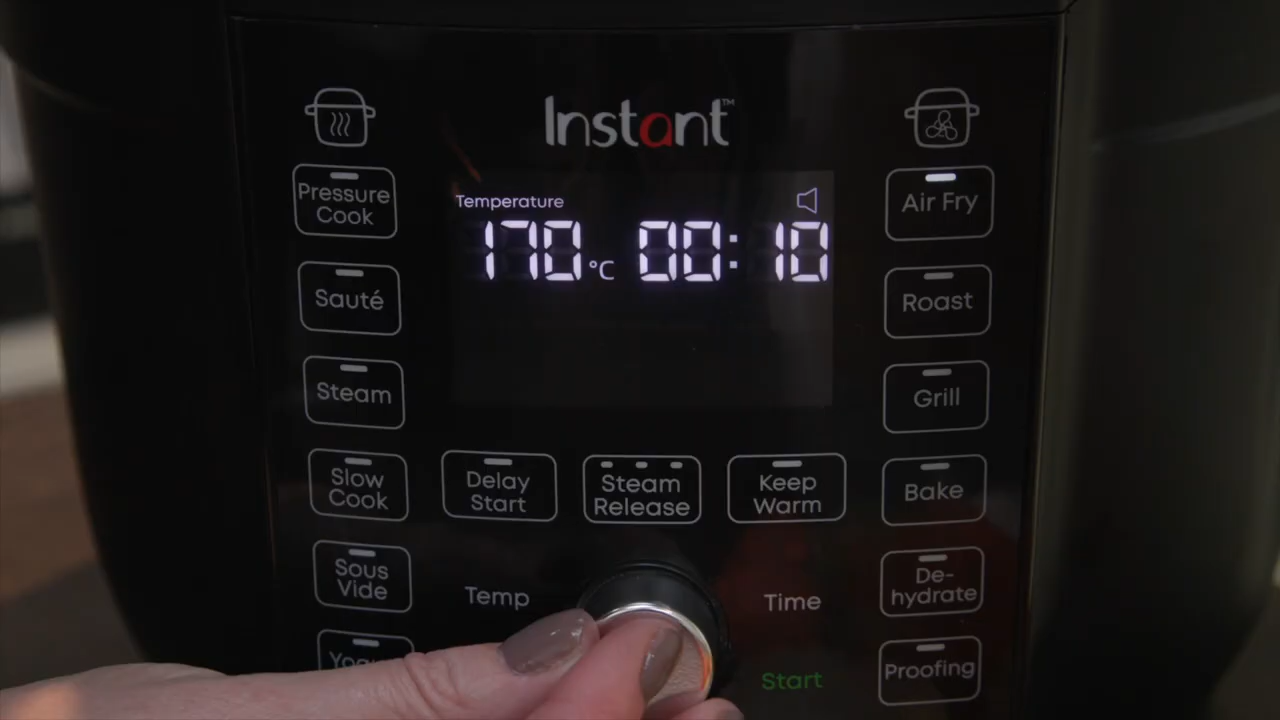 Instant™
Pressure
Cook
Sauté
Steam
Slow
Cook
Sous
Vide
Temperature
170 °C 00:10
Delay
Start
Steam
Release
Keep
Warm
Temp
Time
Start
Air Fry
Roast
Grill
Bake
De-
hydrate
Proofing